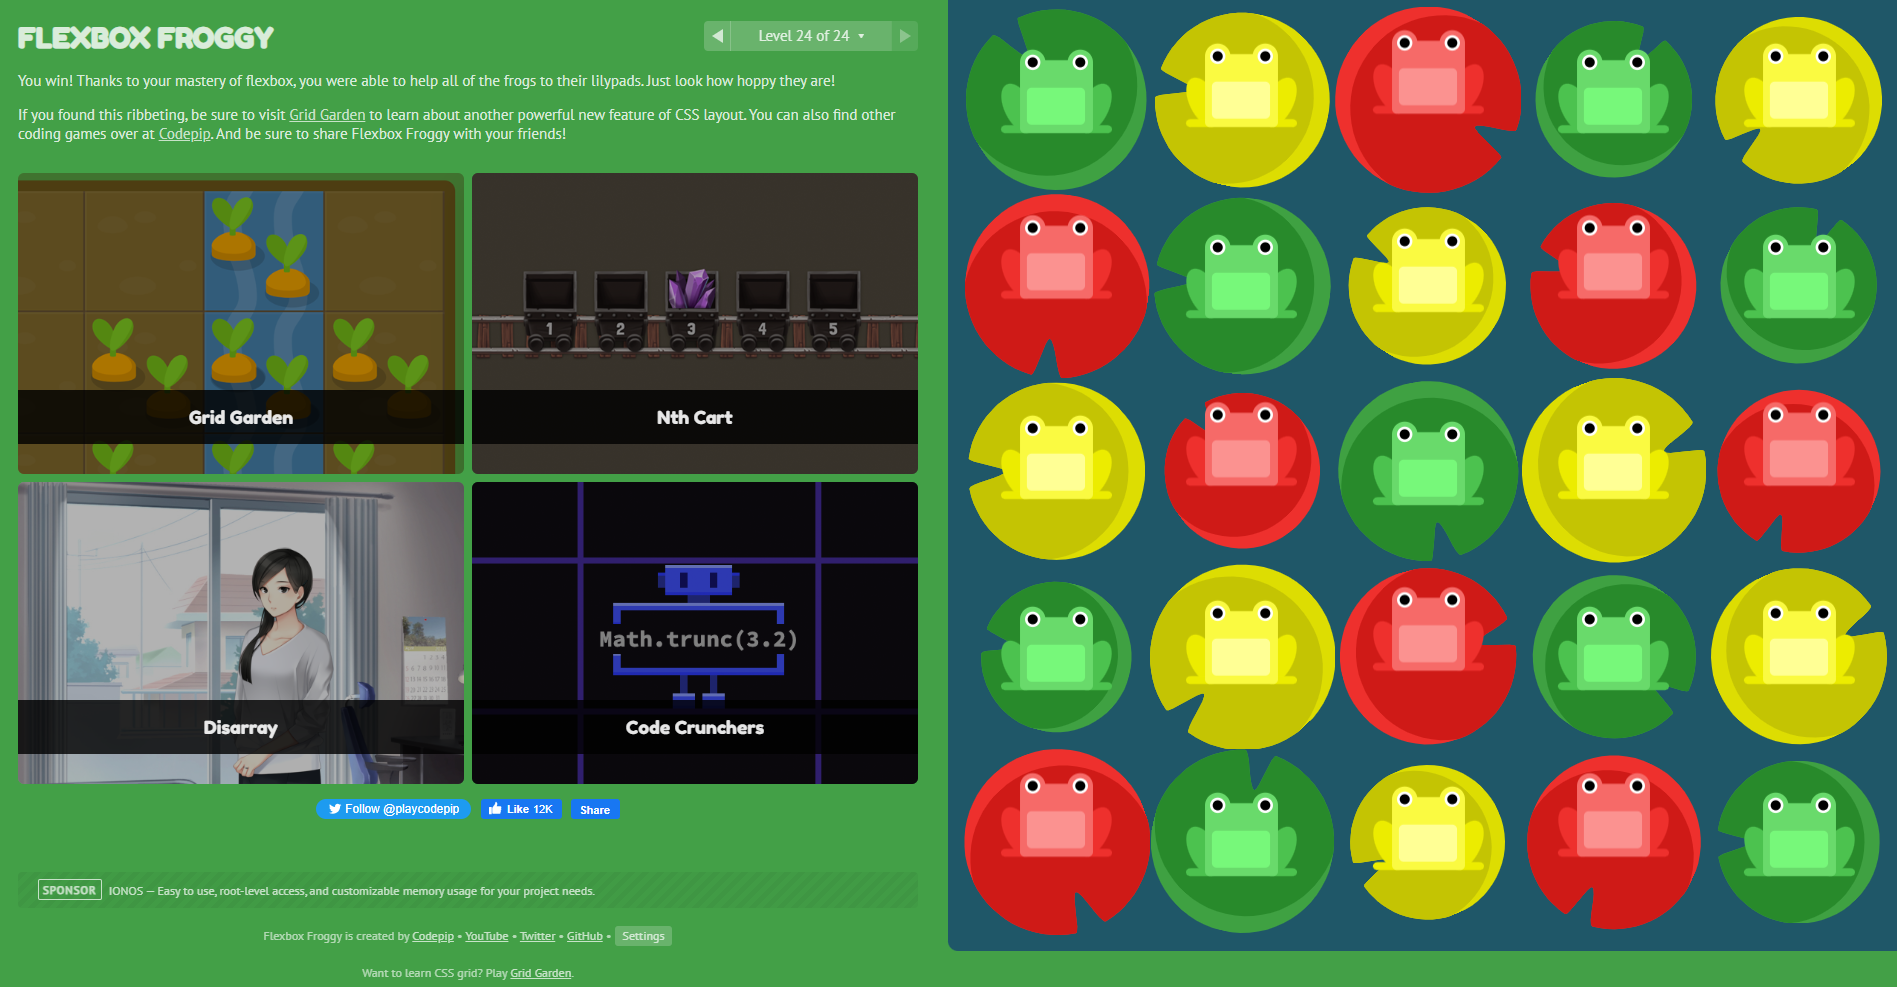 FLEXBOX FROGGY
Level 24 of 24
You win! Thanks to your mastery of flexbox, you were able to help all of the frogs to their lilypads. Just look how hoppy they are!
If you found this ribbeting, be sure to visit Grid Garden to learn about another powerful new feature of CSS layout. You can also find other
coding games over at Codepip. And be sure to share Flexbox Froggy with your friends!
1 2 3 4 5
Grid Garden
Nth Cart
Math.trunc(3.2)
Disarray
Code Crunchers
Follow @playcodepip Like 12K Share
SPONSOR IONOS — Easy to use, root-level access, and customizable memory usage for your project needs.
Flexbox Froggy is created by Codepip • YouTube • Twitter • GitHub • Settings
Want to learn CSS grid? Play Grid Garden.